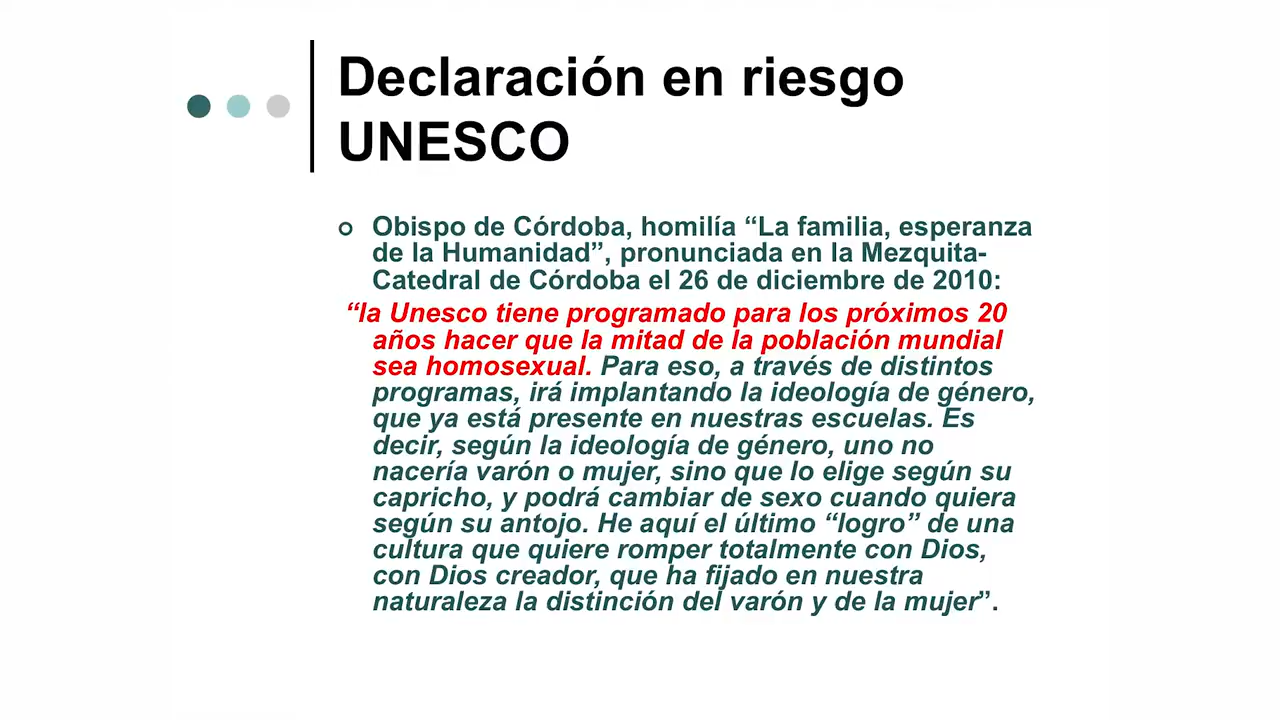 Declaración en riesgo
UNESCO
Obispo de Córdoba, homilía “La familia, esperanza
de la Humanidad”, pronunciada en la Mezquita-
Catedral de Córdoba el 26 de diciembre de 2010:
“la Unesco tiene programado para los próximos 20
años hacer que la mitad de la población mundial
sea homosexual. Para eso, a través de distintos
programas, irá implantando la ideología de género,
que ya está presente en nuestras escuelas. Es
decir, según la ideología de género, uno no
nacería varón o mujer, sino que lo elige según su
capricho, y podrá cambiar de sexo cuando quiera
según su antojo. He aquí el último “logro” de una
cultura que quiere romper totalmente con Dios,
con Dios creador, que ha fijado en nuestra
naturaleza la distinción del varón y de la mujer”.